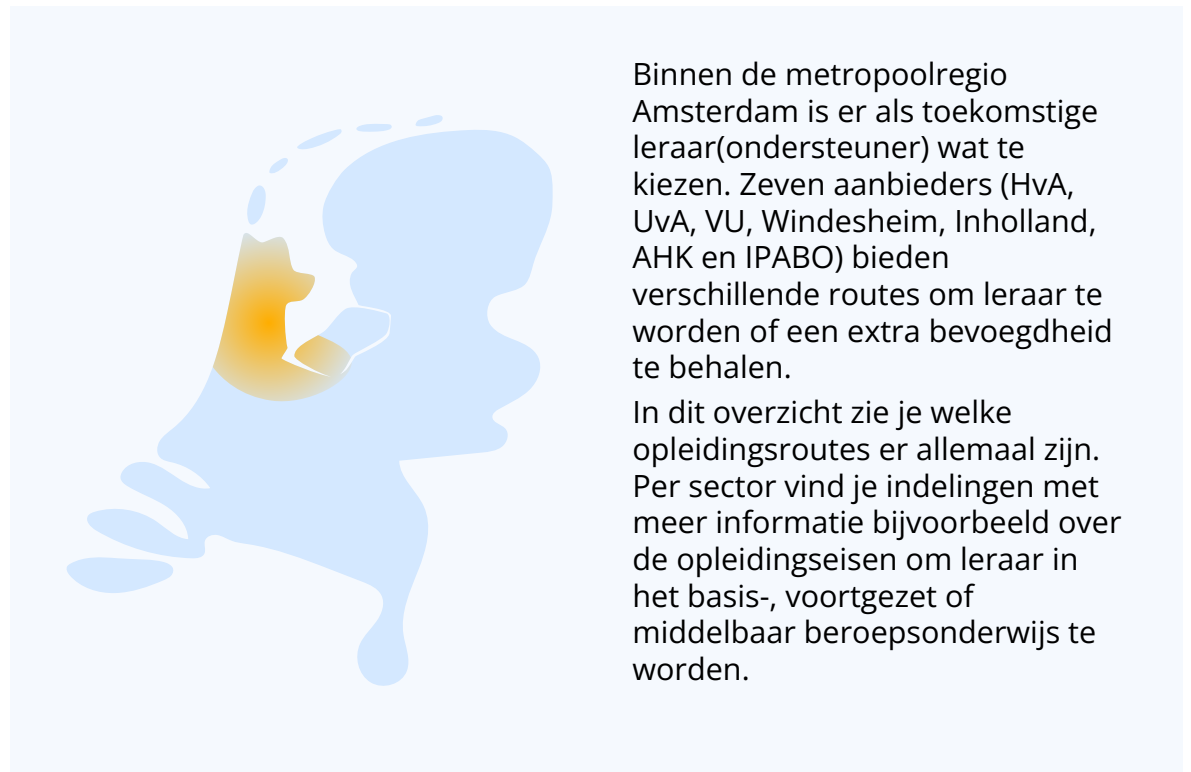 Binnen de metropoolregio
Amsterdam is er als toekomstige
leraar(ondersteuner) wat te
kiezen. Zeven aanbieders (HvA,
UvA, VU, Windesheim, Inholland,
AHK en IPABO) bieden
verschillende routes om leraar te
worden of een extra bevoegdheid
te behalen.
In dit overzicht zie je welke
opleidingsroutes er allemaal zijn.
Per sector vind je indelingen met
meer informatie bijvoorbeeld over
de opleidingseisen om leraar in
het basis-, voortgezet of
middelbaar beroepsonderwijs te
worden.